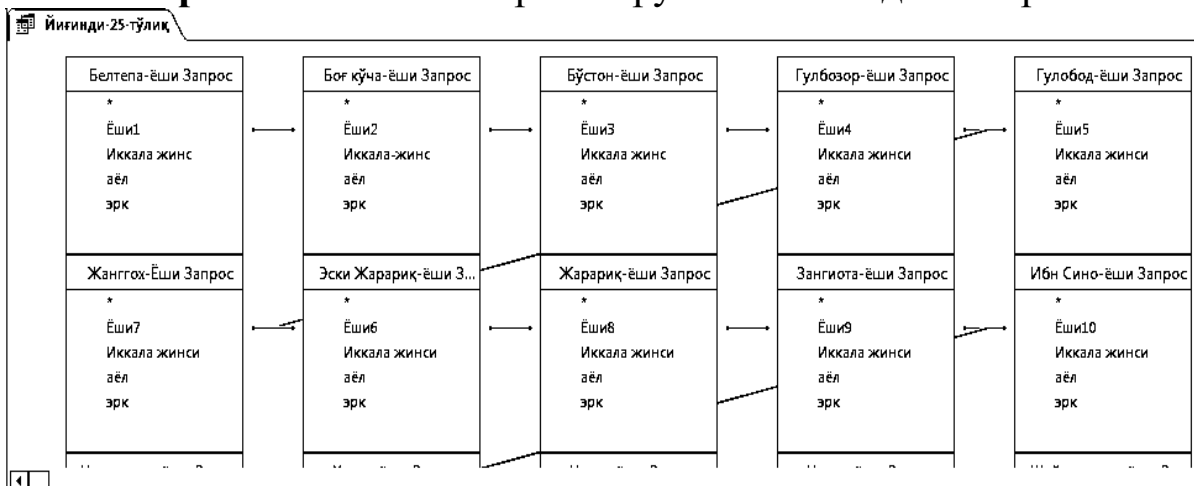 Йиғинди-25-тўлиқ
Белтепа-ёши Запрос
*
Ёши1
Иккала жинс
аёл
эрк
Боғ кўча-ёши Запрос
*
Ёши2
Иккала-жинс
аёл
эрк
Бўстон-ёши Запрос
*
Ёши3
Иккала жинс
аёл
эрк
Гулбозор-ёши Запрос
*
Ёши4
Иккала жинси
аёл
эрк
Гулобод-ёши Запрос
*
Ёши5
Иккала жинси
аёл
эрк
Жанггох-Ёши Запрос
*
Ёши7
Иккала жинси
аёл
эрк
Эски Жарариқ-ёши З...
*
Ёши6
Иккала жинси
аёл
эрк
Жарариқ-ёши Запрос
*
Ёши8
Иккала жинси
аёл
эрк
Зангиота-ёши Запрос
*
Ёши9
Иккала жинси
аёл
эрк
Ибн Сино-ёши Запрос
*
Ёши10
Иккала жинси
аёл
эрк